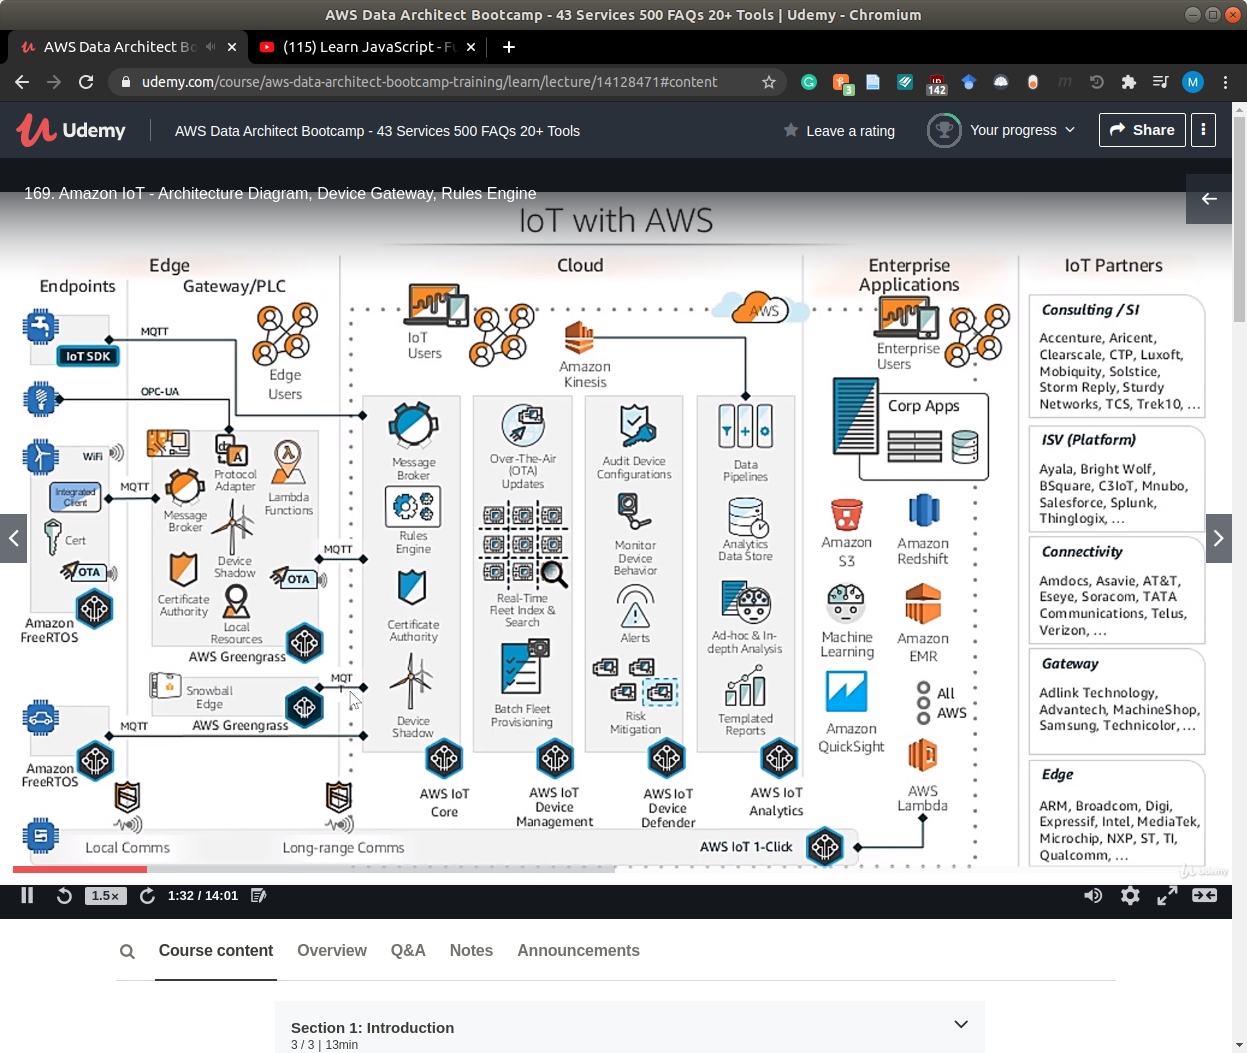 AWS Data Architect Bootcamp - 43 Services 500 FAQs 20+ Tools | Udemy - Chromium
AWS Data Architect Bo
(115) Learn JavaScript - Fu
udemy.com/course/aws-data-architect-bootcamp-training/learn/lecture/14128471#content
3
142
M
Udemy
AWS Data Architect Bootcamp - 43 Services 500 FAQs 20+ Tools
Leave a rating
Your progress
Share
169. Amazon IoT - Architecture Diagram, Device Gateway, Rules Engine
IoT with AWS
Edge
Endpoints
Gateway/PLC
Cloud
Enterprise
Applications
IoT Partners
MQTT
IoT SDK
OPC-UA
WiFi
Integrated
Client
MQTT
Cert
OTA
Amazon
FreeRTOS
Amazon
FreeRTOS
MQTT
Edge
Users
Protocol
Adapter
A
λ
Lambda
Functions
Message
Broker
Device
Shadow
Certificate
Authority
Local
Resources
OTA
MQTT
AWS Greengrass
Snowball
Edge
MQT
T
AWS Greengrass
Local Comms
Long-range Comms
IoT
Users
Amazon
Kinesis
AWS
Message
Broker
Rules
Engine
Certificate
Authority
Device
Shadow
AWS IoT
Core
Over-The-Air
(OTA)
Updates
Real-Time
Fleet Index &
Search
Batch Fleet
Provisioning
AWS IoT
Device
Management
Audit Device
Configurations
Monitor
Device
Behavior
Alerts
Risk
Mitigation
AWS IoT
Device
Defender
Data
Pipelines
Analytics
Data Store
Ad-hoc & In-
depth Analysis
Templated
Reports
AWS IoT
Analytics
AWS IoT 1-Click
Enterprise
Users
Corp Apps
Amazon
S3
Amazon
Redshift
Machine
Learning
Amazon
EMR
Amazon
QuickSight
All
AWS
AWS
Lambda
Consulting / SI
Accenture, Aricent,
Clearscale, CTP, Luxoft,
Mobiquity, Solstice,
Storm Reply, Sturdy
Networks, TCS, Trek10, ...
ISV (Platform)
Ayala, Bright Wolf,
BSquare, C3IoT, Mnubo,
Salesforce, Splunk,
Thinglogix, ...
Connectivity
Amdocs, Asavie, AT&T,
Eseye, Soracom, TATA
Communications, Telus,
Verizon, ...
Gateway
Adlink Technology,
Advantech, MachineShop,
Samsung, Technicolor, ...
Edge
ARM, Broadcom, Digi,
Expressif, Intel, MediaTek,
Microchip, NXP, ST, TI,
Qualcomm, ...
Udemy
1.5×
1:32 / 14:01
Course content
Overview
Q&A
Notes
Announcements
Section 1: Introduction
3 / 3 | 13min